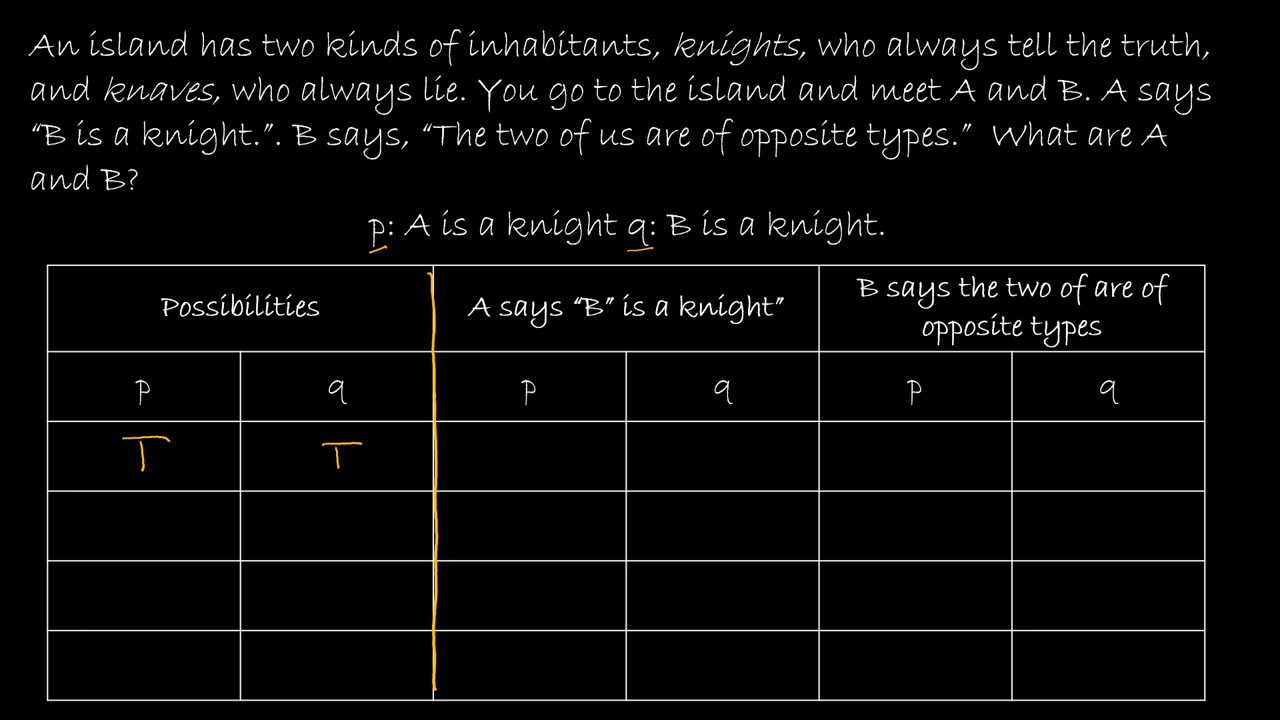 An island has two kinds of inhabitants, knights, who always tell the truth,
and knaves, who always lie. You go to the island and meet A and B. A says
“B is a knight.”. B says, “The two of us are of opposite types.” What are A
and B?
p: A is a knight q: B is a knight.
Possibilities
A says “B” is a knight”
B says the two of are of
opposite types
p q p q p q
T T